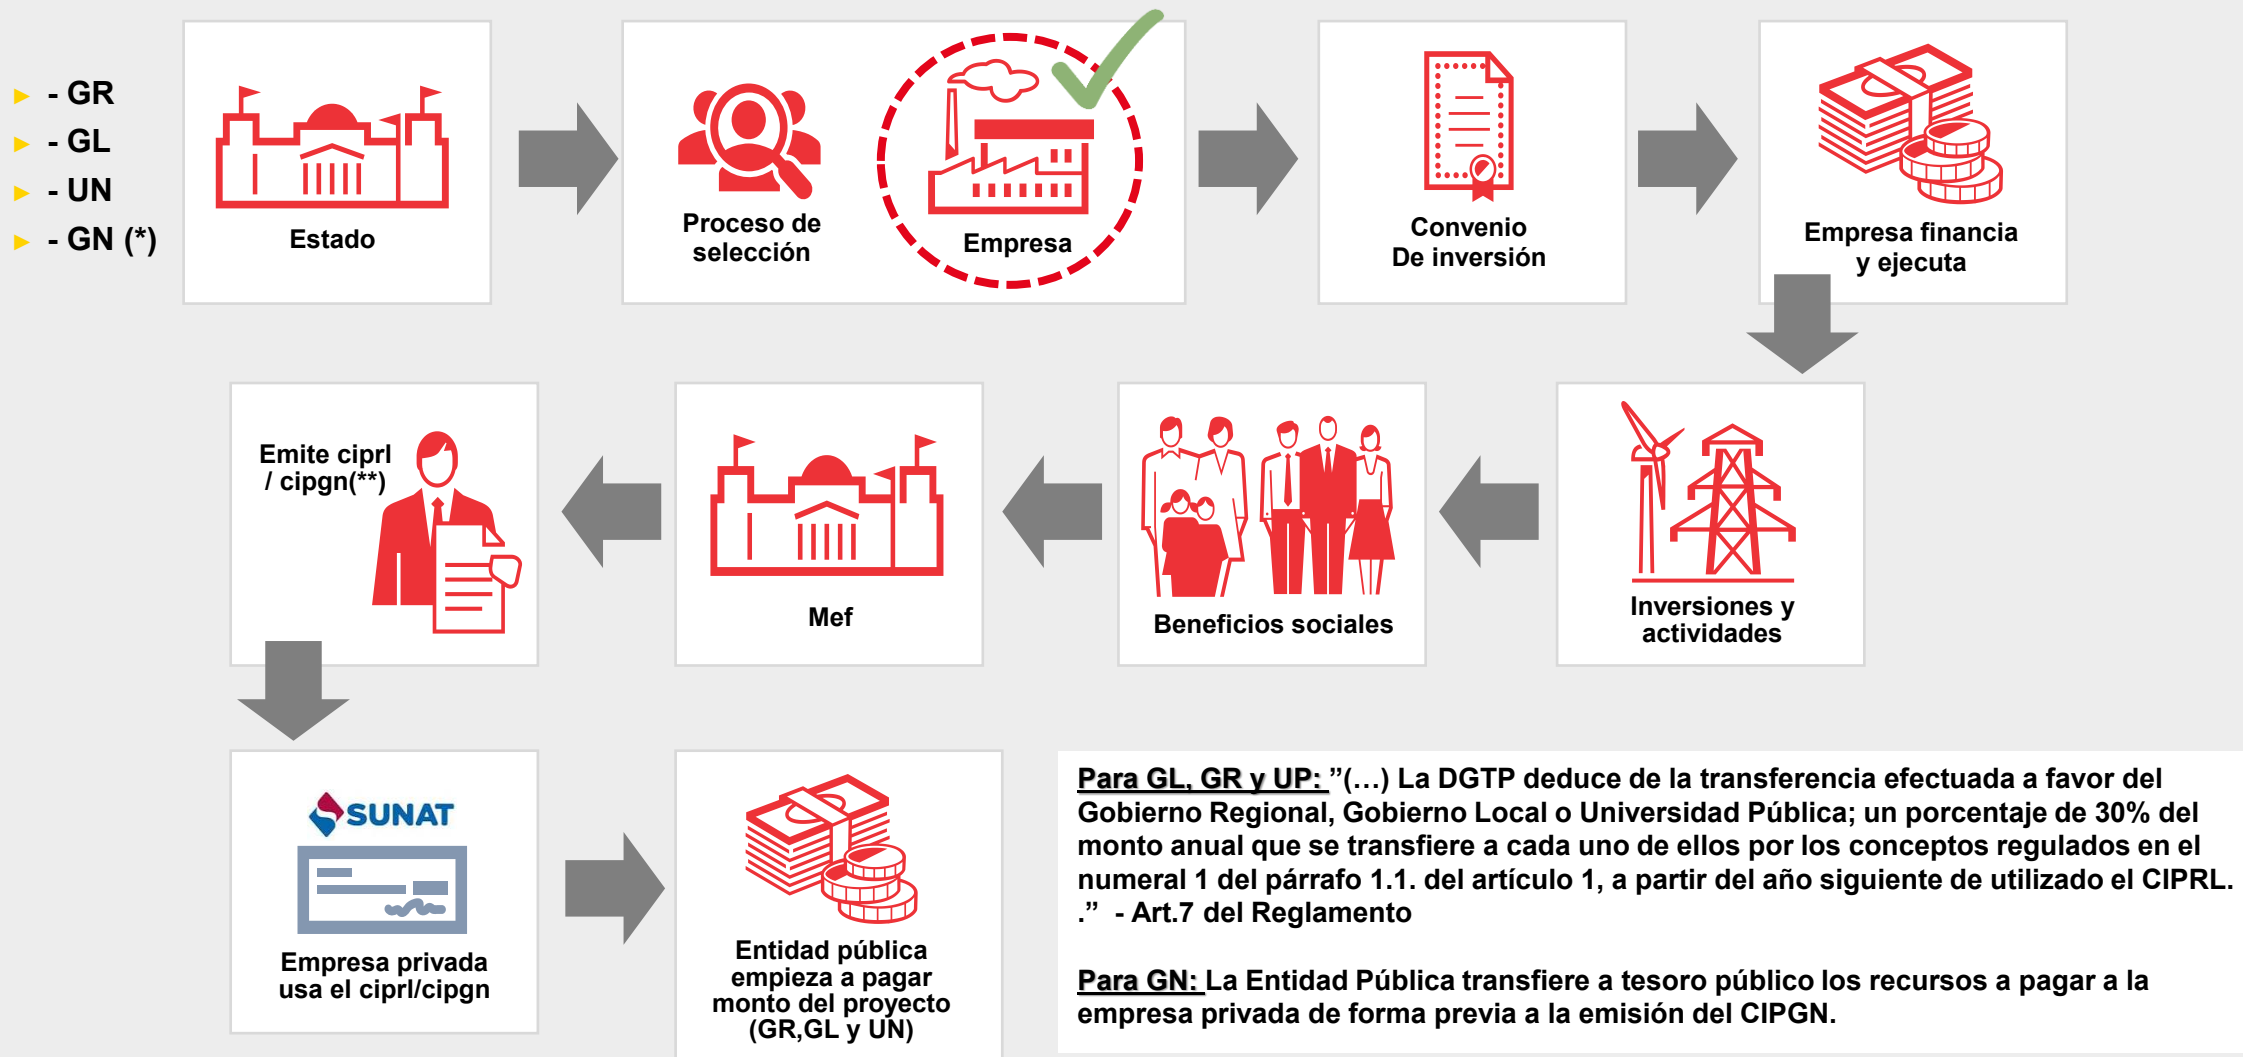 - GR
- GL
- UN
- GN (*)
Estado
Proceso de
selección
Empresa
Convenio
De inversión
Empresa financia
y ejecuta
Inversiones y
actividades
Beneficios sociales
Mef
Emite ciprl
/ cipgn(**)
SUNAT
Empresa privada
usa el ciprl/cipgn
Entidad pública
empieza a pagar
monto del proyecto
(GR,GL y UN)
Para GL, GR y UP: ”(…) La DGTP deduce de la transferencia efectuada a favor del
Gobierno Regional, Gobierno Local o Universidad Pública; un porcentaje de 30% del
monto anual que se transfiere a cada uno de ellos por los conceptos regulados en el
numeral 1 del párrafo 1.1. del artículo 1, a partir del año siguiente de utilizado el CIPRL.
.” - Art.7 del Reglamento
Para GN: La Entidad Pública transfiere a tesoro público los recursos a pagar a la
empresa privada de forma previa a la emisión del CIPGN.